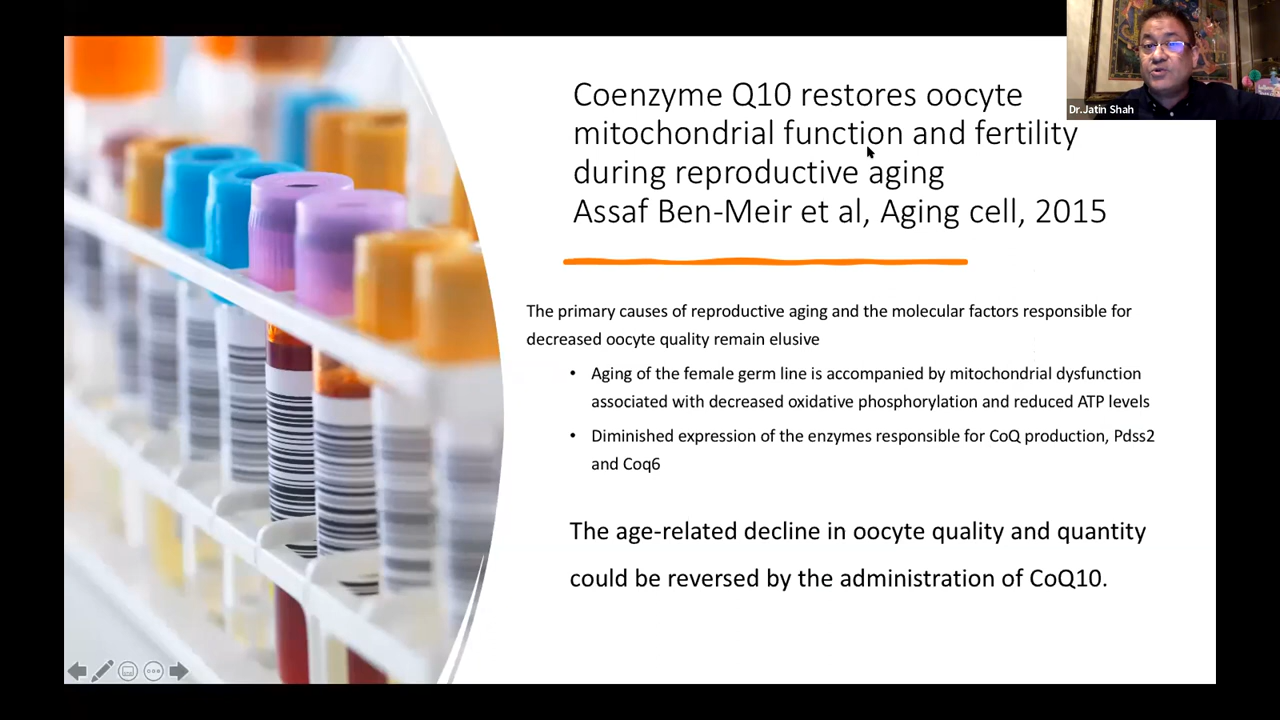 Coenzyme Q10 restores oocyte
mitochondrial function and fertility
during reproductive aging
Assaf Ben-Meir et al, Aging cell, 2015
Dr.Jatin Shah
The primary causes of reproductive aging and the molecular factors responsible for
decreased oocyte quality remain elusive
• Aging of the female germ line is accompanied by mitochondrial dysfunction
associated with decreased oxidative phosphorylation and reduced ATP levels
• Diminished expression of the enzymes responsible for CoQ production, Pdss2
and Coq6
The age-related decline in oocyte quality and quantity
could be reversed by the administration of CoQ10.